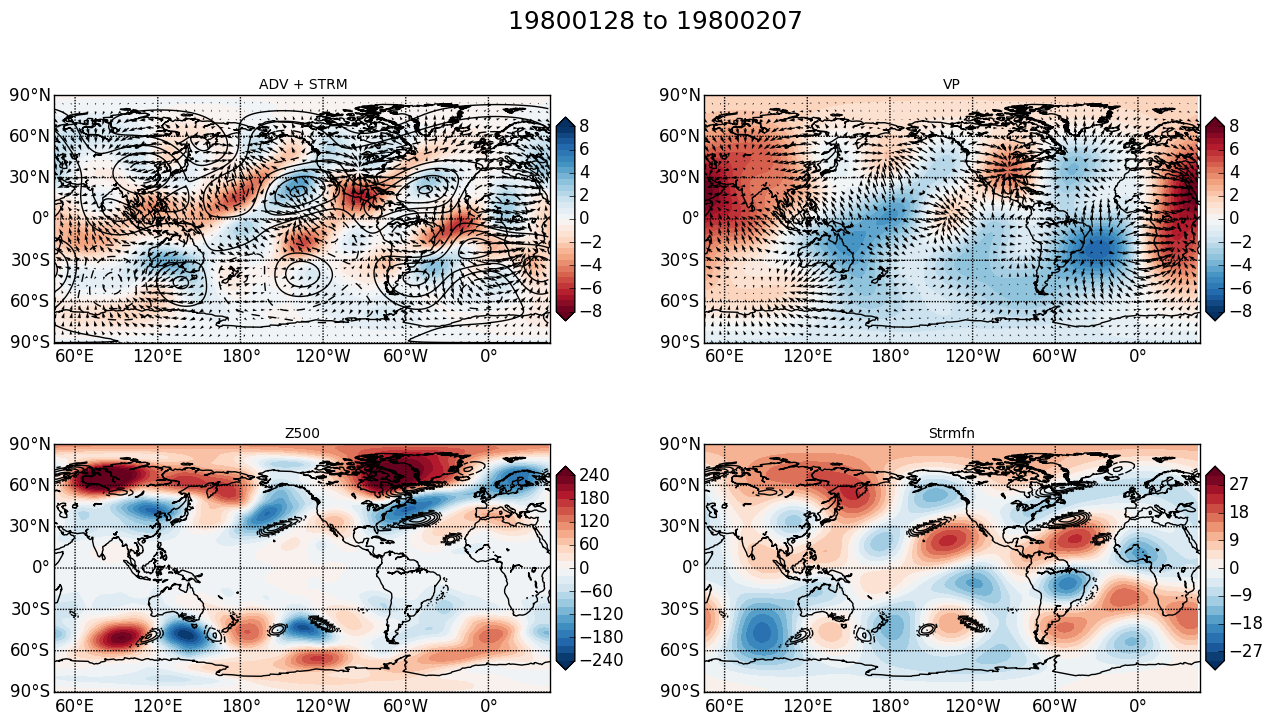 19800128 to 19800207
ADV + STRM
VP
90°N
60°N
30°N
0°
30°S
60°S
90°S
60°E 120°E 180° 120°W 60°W 0°
8
6
4
2
0
−2
−4
−6
−8
90°N
60°N
30°N
0°
30°S
60°S
90°S
60°E 120°E 180° 120°W 60°W 0°
8
6
4
2
0
−2
−4
−6
−8
Z500
Strmfn
90°N
60°N
30°N
0°
30°S
60°S
90°S
60°E 120°E 180° 120°W 60°W 0°
240
180
120
60
0
−60
−120
−180
−240
90°N
60°N
30°N
0°
30°S
60°S
90°S
60°E 120°E 180° 120°W 60°W 0°
27
18
9
0
−9
−18
−27